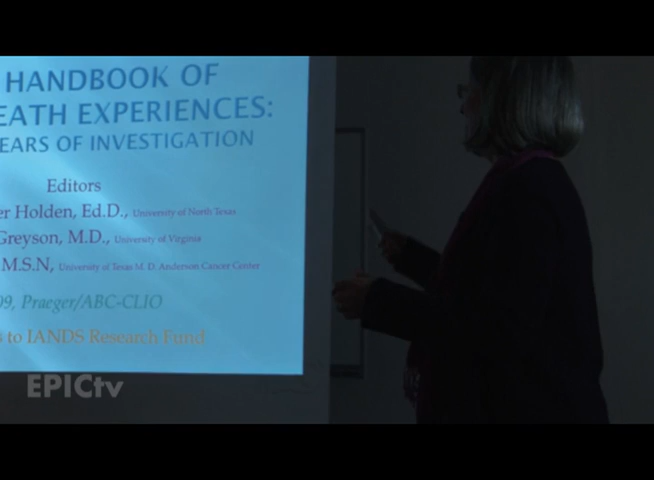 HANDBOOK OF
EATH EXPERIENCES:
EARS OF INVESTIGATION
Editors
er Holden, Ed.D., University of North Texas
Greyson, M.D., University of Virginia
M.S.N, University of Texas M. D. Anderson Cancer Center
09, Praeger/ABC-CLIO
s to IANDS Research Fund
EPICtv